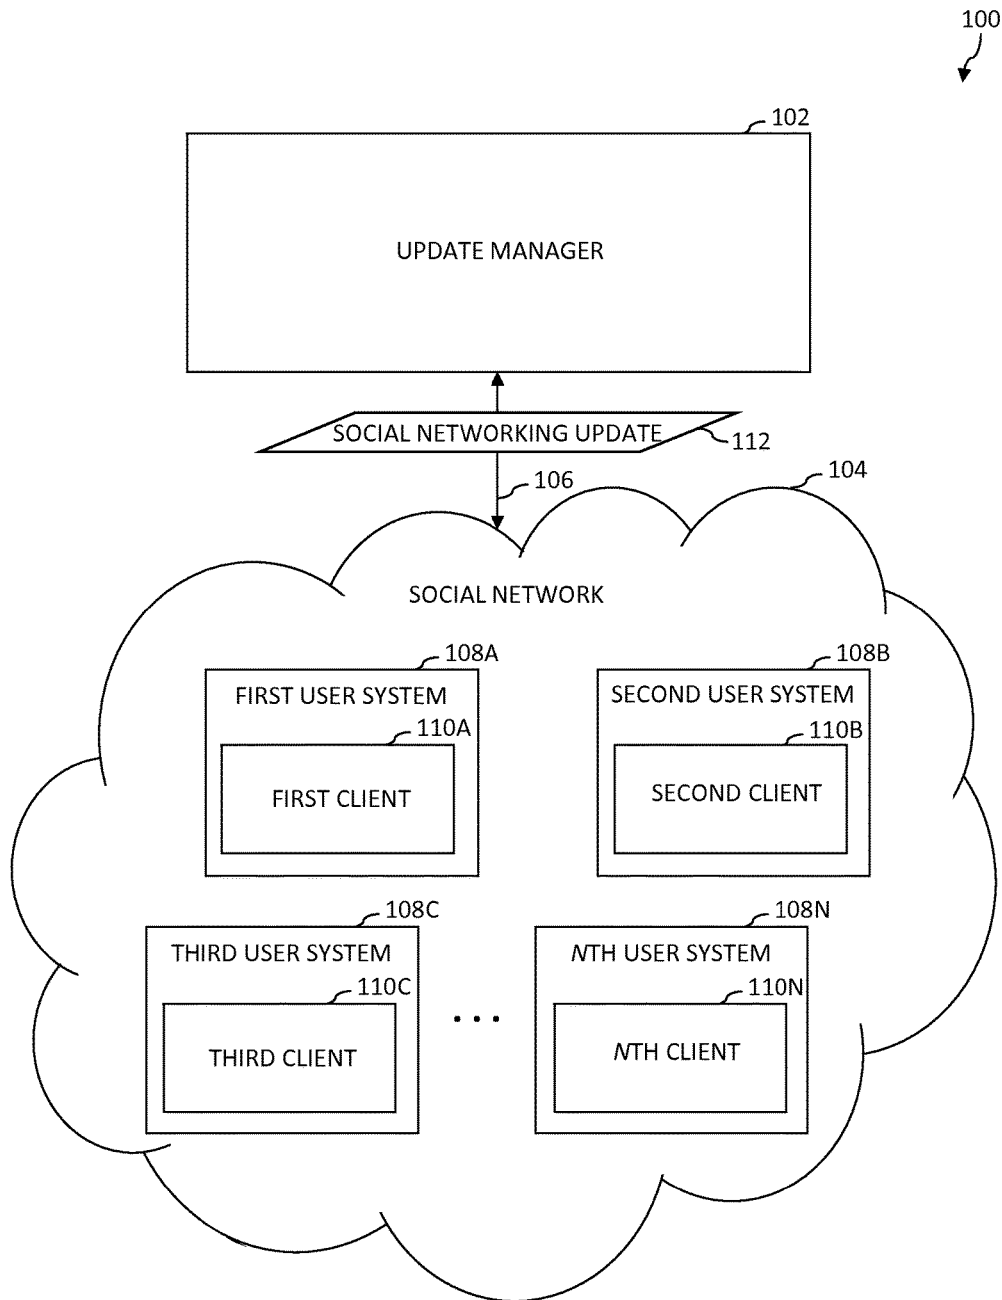 100
102
UPDATE MANAGER
SOCIAL NETWORKING UPDATE
112
106
104
SOCIAL NETWORK
108A
108B
FIRST USER SYSTEM
SECOND USER SYSTEM
110A
110B
FIRST CLIENT
SECOND CLIENT
108C
108N
THIRD USER SYSTEM
NTH USER SYSTEM
110C
110N
...
THIRD CLIENT
NTH CLIENT